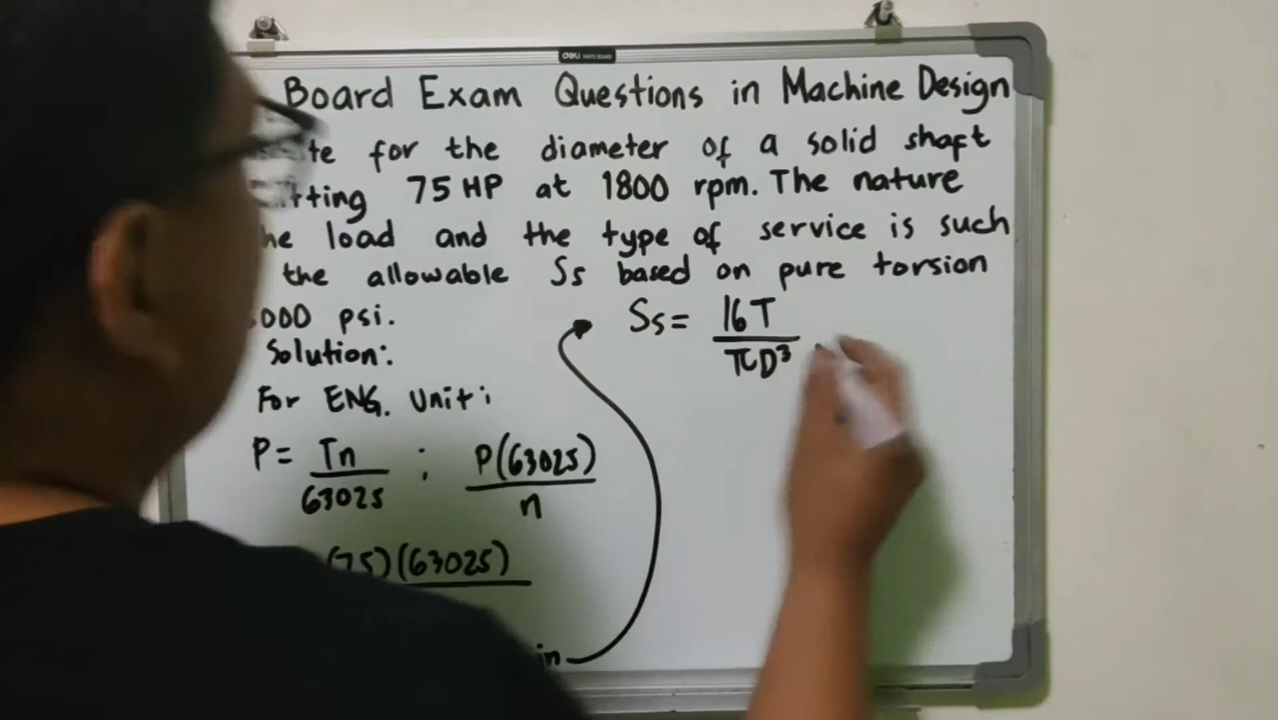 deli
Board Exam Questions in Machine Design
te for the diameter of a solid shaft
tting 75 HP at 1800 rpm. The nature
he load and the type of service is such
the allowable Ss based on pure torsion
000 psi.
Solution:
For ENG. Unit:
P= Tn / 63025 ; P(63025) / n
(75)(63025)
in
Ss= 16T / πD³